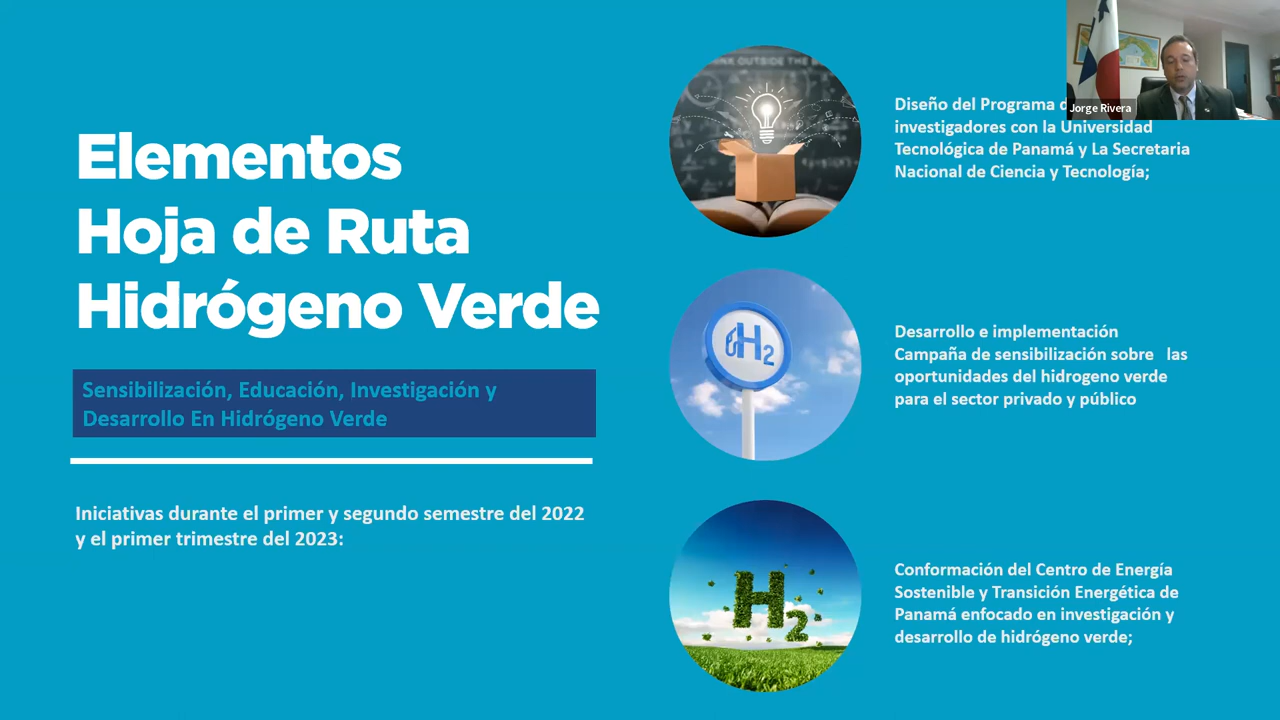 Elementos
Hoja de Ruta
Hidrógeno Verde
Sensibilización, Educación, Investigación y
Desarrollo En Hidrógeno Verde
Iniciativas durante el primer y segundo semestre del 2022
y el primer trimestre del 2023:
THINK OUTSIDE THE
Diseño del Programa
investigadores con la Universidad
Tecnológica de Panamá y La Secretaria
Nacional de Ciencia y Tecnología;
H2
Desarrollo e implementación
Campaña de sensibilización sobre las
oportunidades del hidrogeno verde
para el sector privado y público
H2
Conformación del Centro de Energía
Sostenible y Transición Energética de
Panamá enfocado en investigación y
desarrollo de hidrógeno verde;
Jorge Rivera